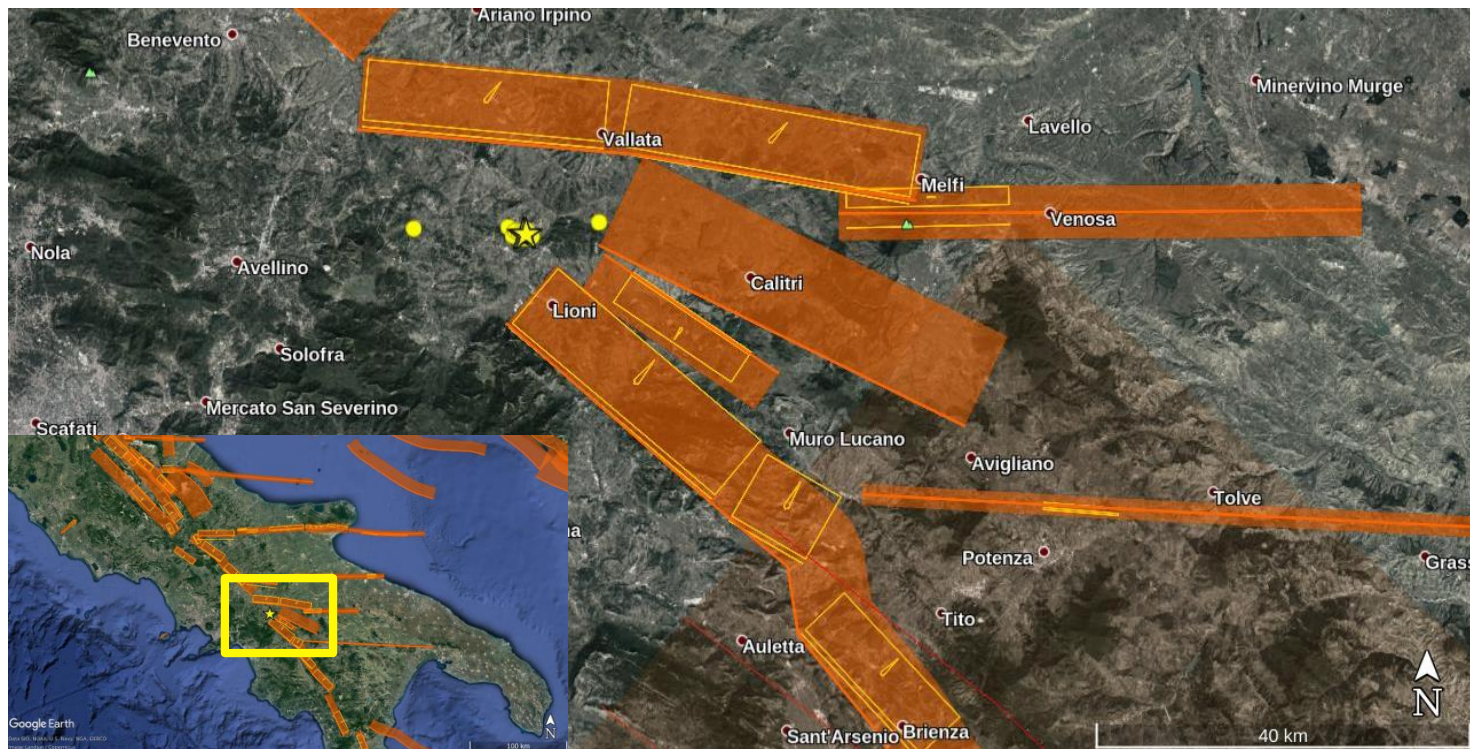 Ariano Irpino
Benevento
Minervino Murge
Lavello
Vallata
Melfi
Venosa
Nola
Avellino
Calitri
Lioni
Solofra
Mercato San Severino
Scafati
Muro Lucano
Avigliano
Tolve
na
Potenza
Grass
Tito
Auletta
N
Brienza
Sant'Arsenio
40 km
Google Earth
N
100 km